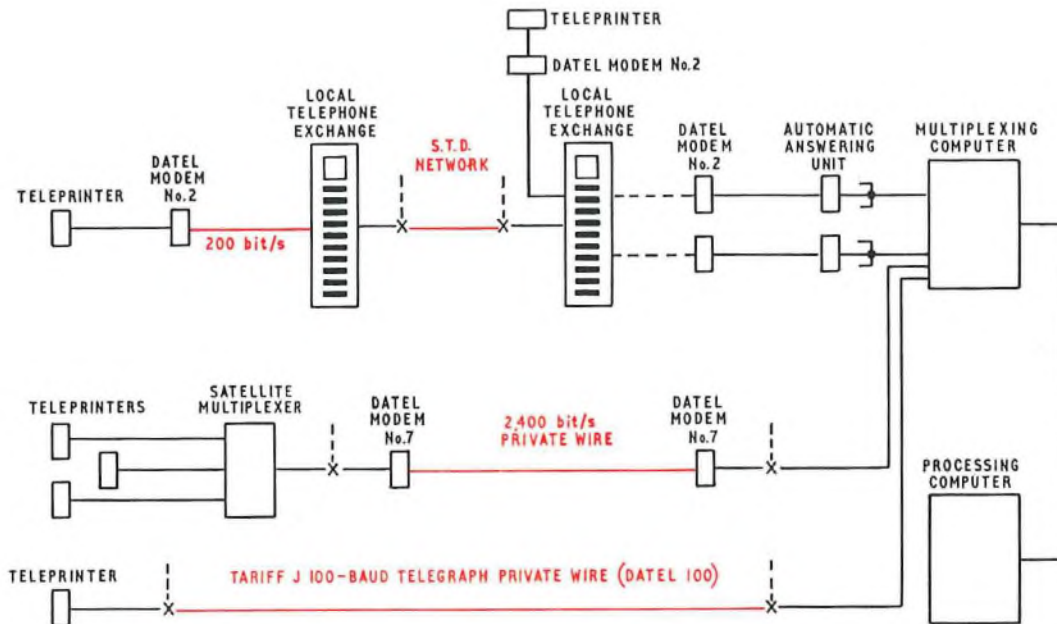 TELEPRINTER
DATEL MODEM No.2
LOCAL
TELEPHONE
EXCHANGE
LOCAL
TELEPHONE
EXCHANGE
S.T.D.
NETWORK
DATEL
MODEM
No.2
AUTOMATIC
ANSWERING
UNIT
MULTIPLEXING
COMPUTER
DATEL
MODEM
No.2
TELEPRINTER
200 bit/s
X
X
TELEPRINTERS
SATELLITE
MULTIPLEXER
DATEL
MODEM
No.7
2,400 bit/s
PRIVATE WIRE
DATEL
MODEM
No.7
X
X
PROCESSING
COMPUTER
TELEPRINTER
TARIFF J 100-BAUD TELEGRAPH PRIVATE WIRE (DATEL 100)
X
X